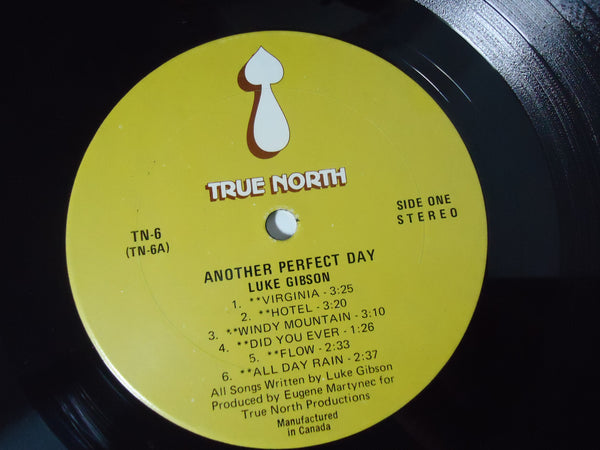 TRUE NORTH
TN-6
(TN-6A)
SIDE ONE
STEREO
ANOTHER PERFECT DAY
LUKE GIBSON
1. **VIRGINIA - 3:25
2. **HOTEL - 3:20
3. **WINDY MOUNTAIN - 3:10
4. **DID YOU EVER - 1:26
5. **FLOW - 2:33
6. **ALL DAY RAIN - 2:37
All Songs Written by Luke Gibson
Produced by Eugene Martynec for
True North Productions
Manufactured
in Canada